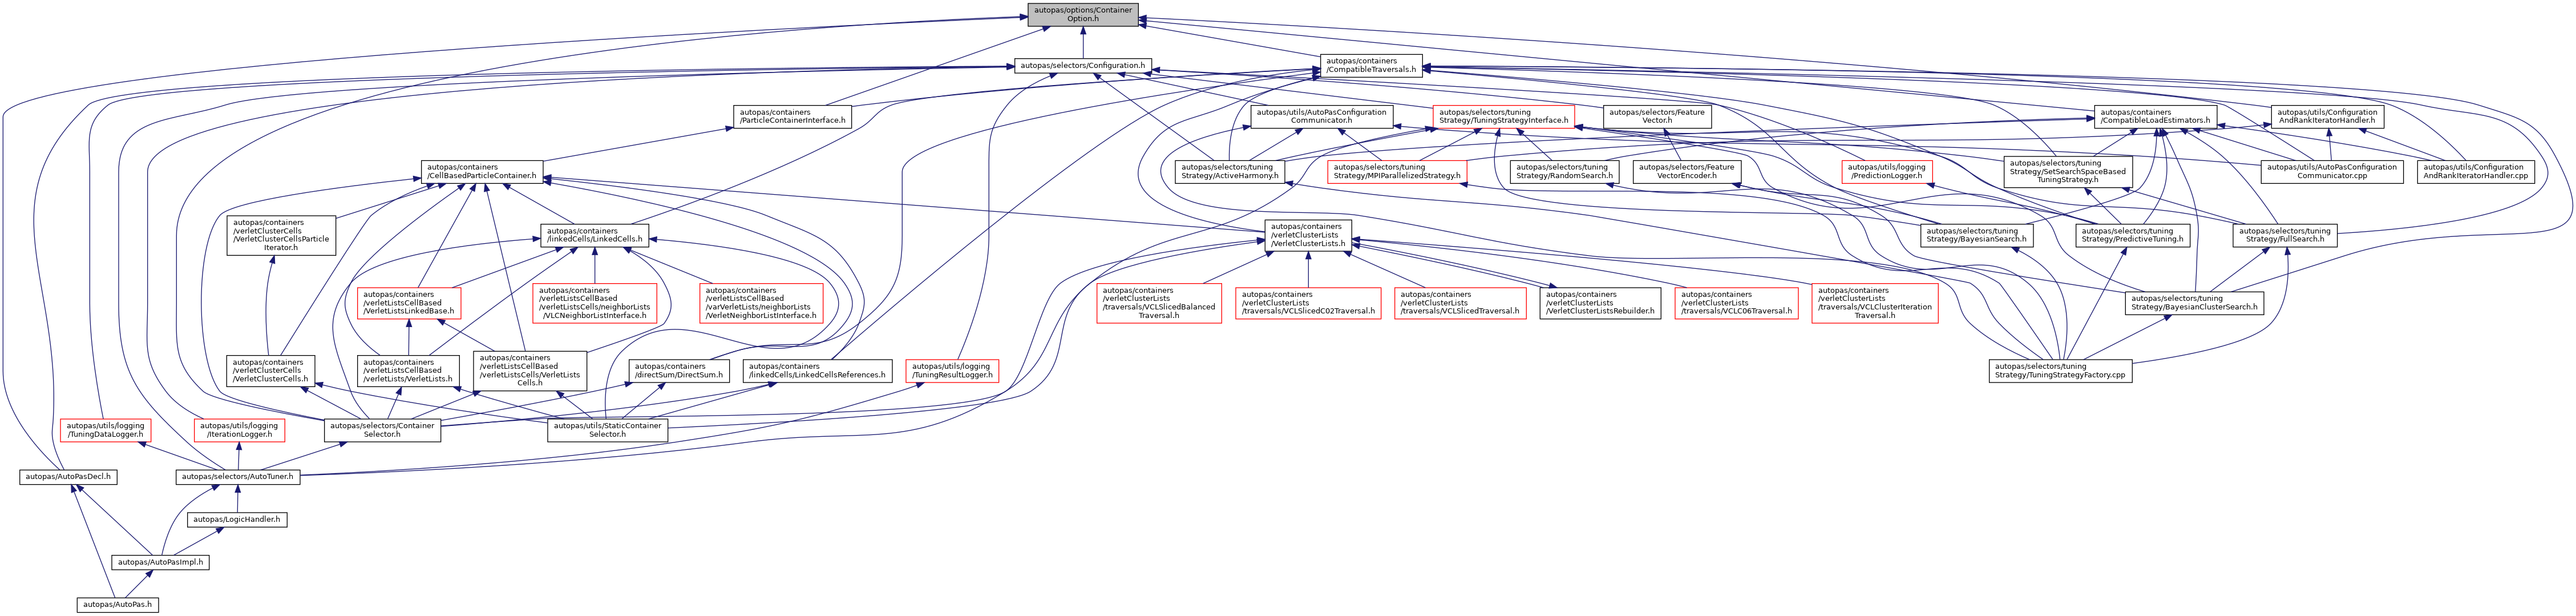 autopas/options/Container
Option.h
autopas/selectors/Configuration.h
autopas/containers
/CompatibleTraversals.h
autopas/containers
/ParticleContainerInterface.h
autopas/utils/AutoPasConfiguration
Communicator.h
autopas/selectors/tuning
Strategy/TuningStrategyInterface.h
autopas/selectors/Feature
Vector.h
autopas/containers
/CompatibleLoadEstimators.h
autopas/utils/Configuration
AndRankIteratorHandler.h
autopas/containers
/CellBasedParticleContainer.h
autopas/selectors/tuning
Strategy/ActiveHarmony.h
autopas/selectors/tuning
Strategy/MPIParallelizedStrategy.h
autopas/selectors/tuning
Strategy/RandomSearch.h
autopas/selectors/Feature
VectorEncoder.h
autopas/utils/logging
/PredictionLogger.h
autopas/selectors/tuning
Strategy/SetSearchSpaceBased
TuningStrategy.h
autopas/utils/AutoPasConfiguration
Communicator.cpp
autopas/utils/Configuration
AndRankIteratorHandler.cpp
autopas/containers
/verletClusterCells
/VerletClusterCellsParticle
Iterator.h
autopas/containers
/linkedCells/LinkedCells.h
autopas/containers
/verletClusterLists
/VerletClusterLists.h
autopas/selectors/tuning
Strategy/BayesianSearch.h
autopas/selectors/tuning
Strategy/PredictiveTuning.h
autopas/selectors/tuning
Strategy/FullSearch.h
autopas/containers
/verletListsCellBased
/VerletListsLinkedBase.h
autopas/containers
/verletListsCellBased
/verletListsCells/neighborLists
/VLCNeighborListInterface.h
autopas/containers
/verletListsCellBased
/varVerletLists/neighborLists
/VerletNeighborListInterface.h
autopas/containers
/verletClusterLists
/traversals/VCLSlicedBalanced
Traversal.h
autopas/containers
/verletClusterLists
/traversals/VCLSlicedC02Traversal.h
autopas/containers
/verletClusterLists
/traversals/VCLSlicedTraversal.h
autopas/containers
/verletClusterLists
/VerletClusterListsRebuilder.h
autopas/containers
/verletClusterLists
/traversals/VCLC06Traversal.h
autopas/containers
/verletClusterLists
/traversals/VCLClusterIteration
Traversal.h
autopas/selectors/tuning
Strategy/BayesianClusterSearch.h
autopas/containers
/verletClusterCells
/VerletClusterCells.h
autopas/containers
/verletListsCellBased
/verletLists/VerletLists.h
autopas/containers
/verletListsCellBased
/verletListsCells/VerletLists
Cells.h
autopas/containers
/directSum/DirectSum.h
autopas/containers
/linkedCells/LinkedCellsReferences.h
autopas/utils/logging
/TuningResultLogger.h
autopas/selectors/tuning
Strategy/TuningStrategyFactory.cpp
autopas/utils/logging
/TuningDataLogger.h
autopas/utils/logging
/IterationLogger.h
autopas/selectors/Container
Selector.h
autopas/utils/StaticContainer
Selector.h
autopas/AutoPasDecl.h
autopas/selectors/AutoTuner.h
autopas/LogicHandler.h
autopas/AutoPasImpl.h
autopas/AutoPas.h